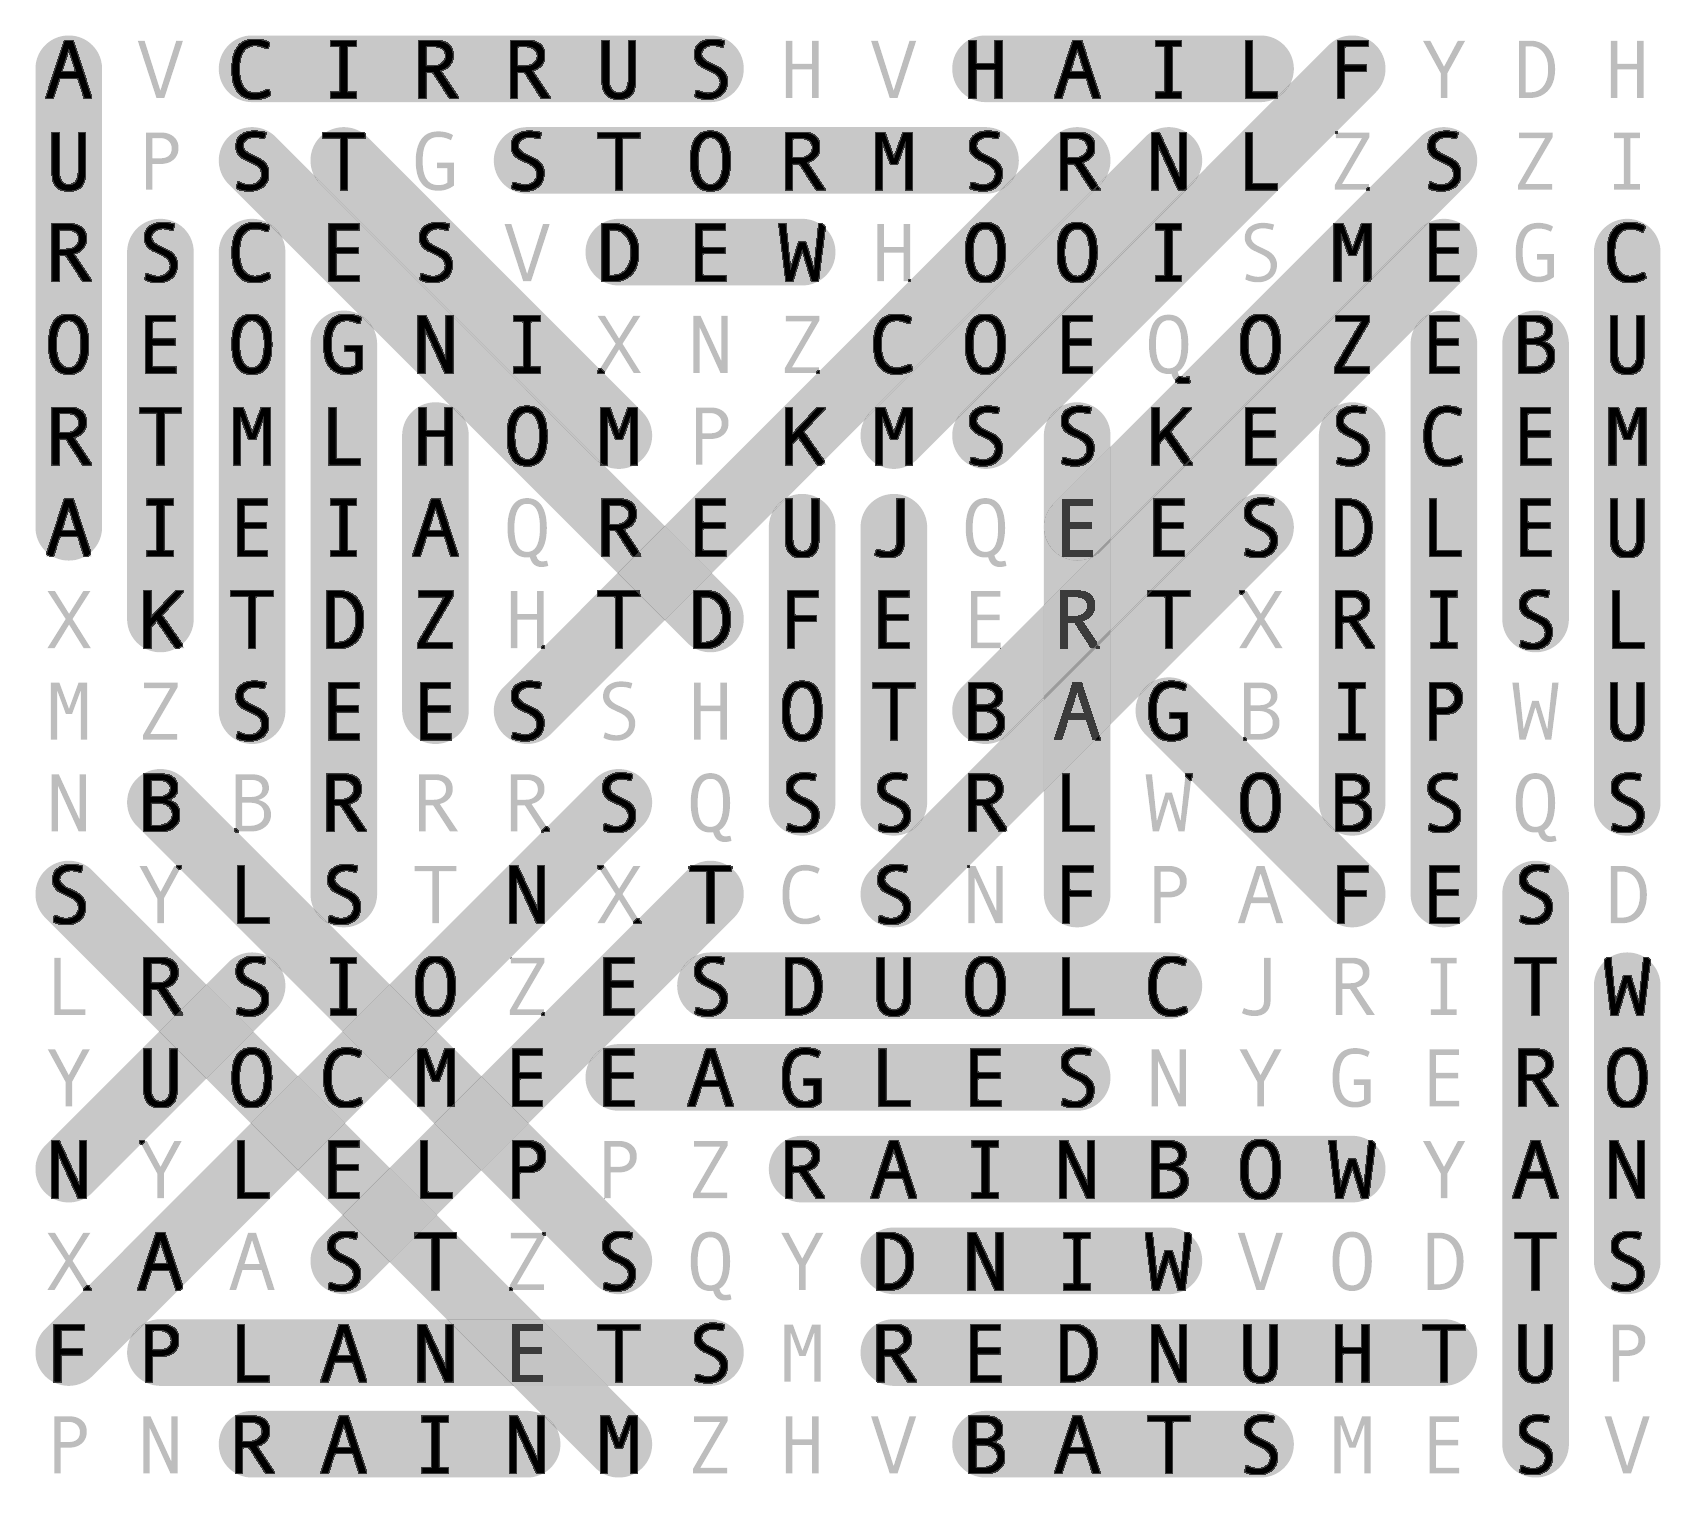 A V C I R R U S H V H A I L F Y D H
U P S T G S T O R M S R N L Z S Z I
R S C E S V D E W H O O I S M E G C
O E O G N I X N Z C O E Q O Z E B U
R T M L H O M P K M S S K E S C E M
A I E I A Q R E U J Q E E S D L E U
X K T D Z H T D F E E R T X R I S L
M Z S E E S S H O T B A G B I P W U
N B B R R R S Q S S R L W O B S Q S
S Y L S T N X T C S N F P A F E S D
L R S I O Z E S D U O L C J R I T W
Y U O C M E E A G L E S N Y G E R O
N Y L E L P P Z R A I N B O W Y A N
X A A S T Z S Q Y D N I W V O D T S
F P L A N E T S M R E D N U H T U P
P N R A I N M Z H V B A T S M E S V